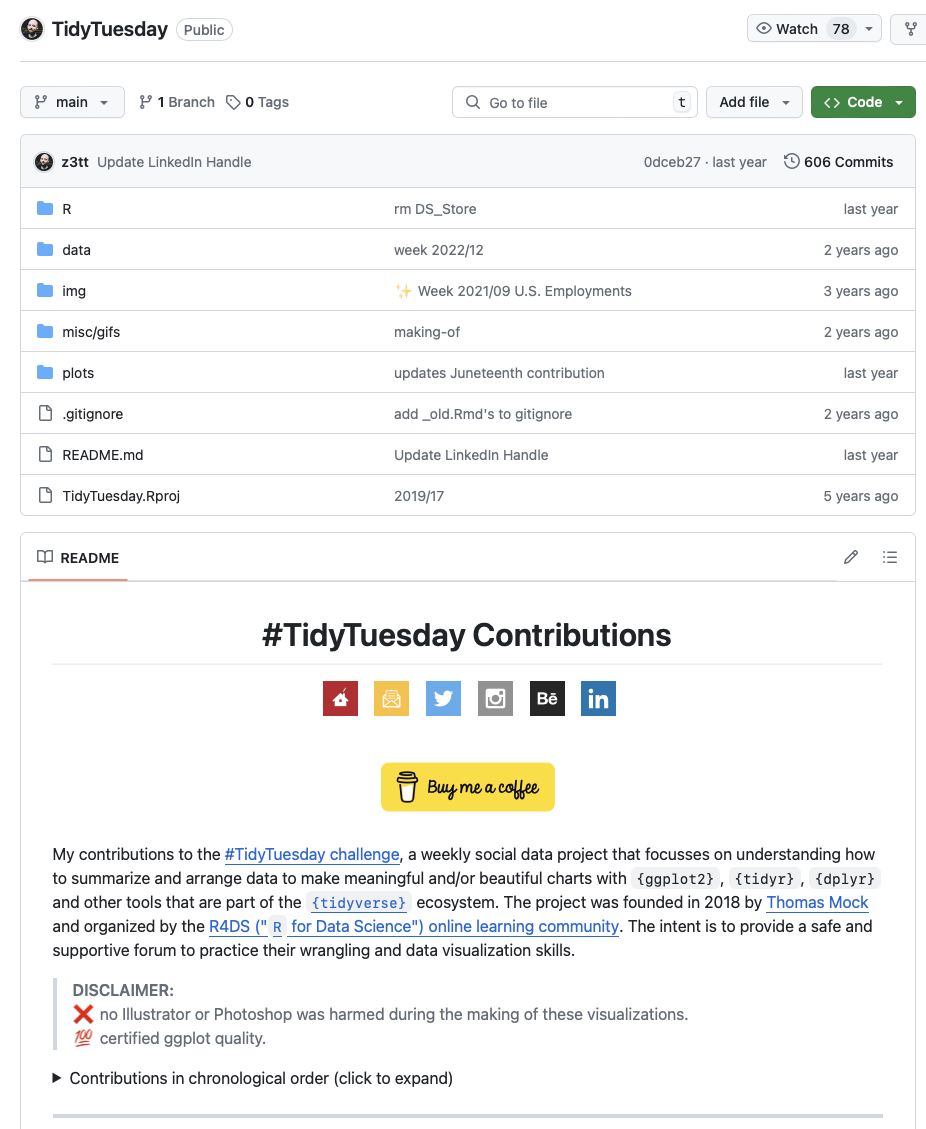 TidyTuesday Public Watch 78
main 1 Branch 0 Tags Go to file t Add file Code
z3tt Update LinkedIn Handle 0dceb27 · last year 606 Commits
R rm DS_Store last year
data week 2022/12 2 years ago
img ✨ Week 2021/09 U.S. Employments 3 years ago
misc/gifs making-of 2 years ago
plots updates Juneteenth contribution last year
.gitignore add _old.Rmd's to gitignore 2 years ago
README.md Update LinkedIn Handle last year
TidyTuesday.Rproj 2019/17 5 years ago
README
#TidyTuesday Contributions
Bē in
Buy me a coffee
My contributions to the #TidyTuesday challenge, a weekly social data project that focusses on understanding how
to summarize and arrange data to make meaningful and/or beautiful charts with {ggplot2}, {tidyr}, {dplyr}
and other tools that are part of the {tidyverse} ecosystem. The project was founded in 2018 by Thomas Mock
and organized by the R4DS ("R for Data Science") online learning community. The intent is to provide a safe and
supportive forum to practice their wrangling and data visualization skills.
DISCLAIMER:
❌ no Illustrator or Photoshop was harmed during the making of these visualizations.
💯 certified ggplot quality.
Contributions in chronological order (click to expand)